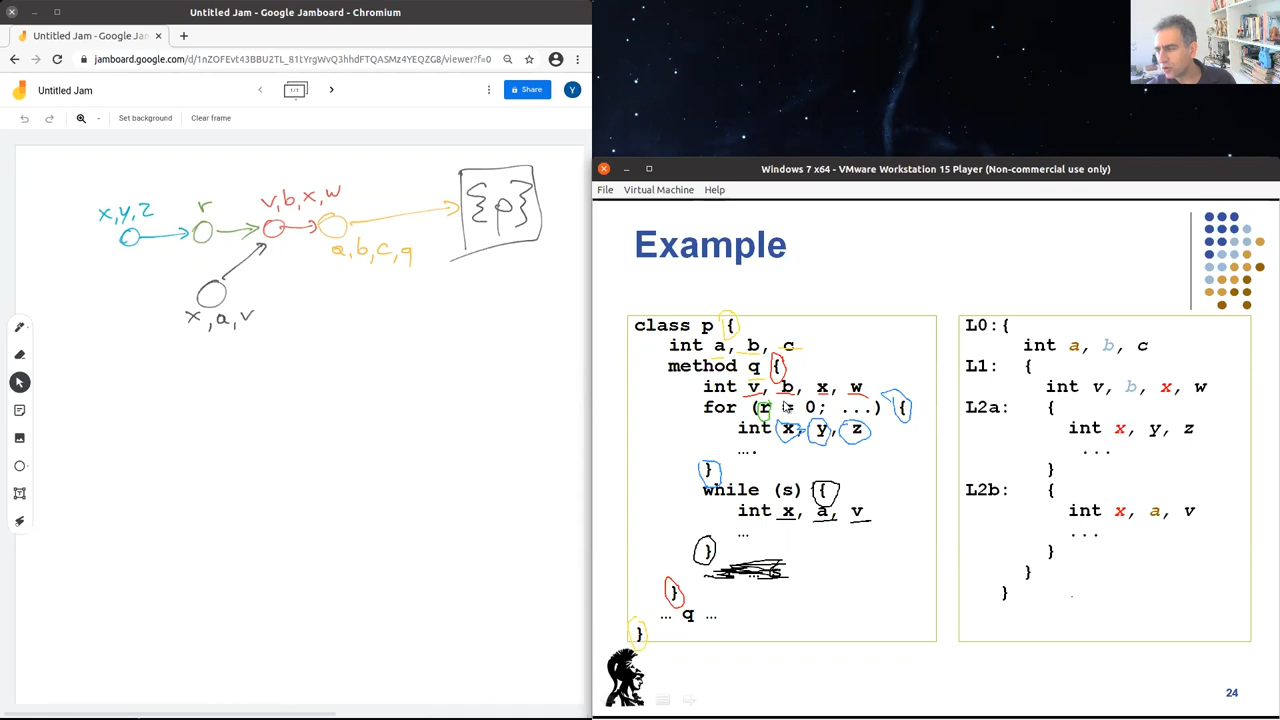 Untitled Jam - Google Jamboard - Chromium
Untitled Jam - Google Jam
jamboard.google.com/d/1nZOFEvt43BBU2TL_81tYrgWvQ3hhdFTQASMz4YEQZG8/viewer?f=0
Untitled Jam
1/1
Share
Y
Set background
Clear frame
x,y,z
r
v,b,x,w
{p}
a,b,c,q
x,a,v
Windows 7 x64 - VMware Workstation 15 Player (Non-commercial use only)
File Virtual Machine Help
Example
class p {
int a, b, c
method q {
int v, b, x, w
for (r = 0; ...) {
int x, y, z
….
}
while (s) {
int x, a, v
…
}
}
… q …
}
L0:{
int a, b, c
L1: {
int v, b, x, w
L2a: {
int x, y, z
...
}
L2b: {
int x, a, v
...
}
}
}
24